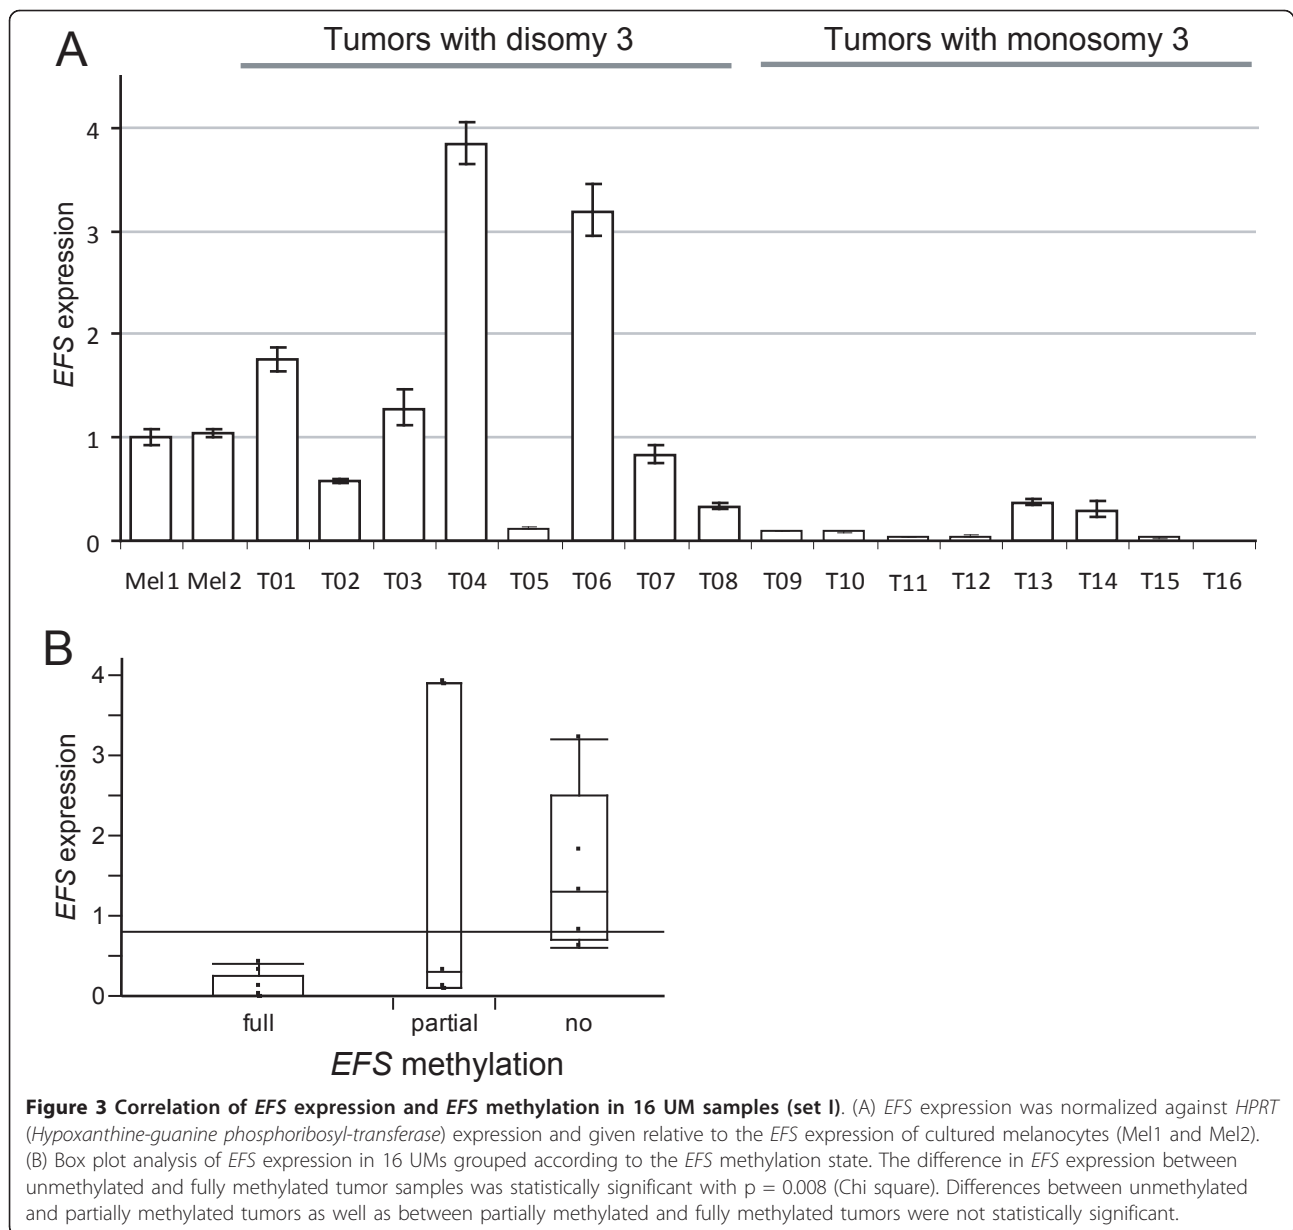 A
Tumors with disomy 3 Tumors with monosomy 3
EFS expression
4
3
2
1
0
Mel1 Mel2 T01 T02 T03 T04 T05 T06 T07 T08 T09 T10 T11 T12 T13 T14 T15 T16
B
EFS expression
4
3
2
1
0
full partial no
EFS methylation
Figure 3 Correlation of EFS expression and EFS methylation in 16 UM samples (set I). (A) EFS expression was normalized against HPRT
(Hypoxanthine-guanine phosphoribosyl-transferase) expression and given relative to the EFS expression of cultured melanocytes (Mel1 and Mel2).
(B) Box plot analysis of EFS expression in 16 UMs grouped according to the EFS methylation state. The difference in EFS expression between
unmethylated and fully methylated tumor samples was statistically significant with p = 0.008 (Chi square). Differences between unmethylated
and partially methylated tumors as well as between partially methylated and fully methylated tumors were not statistically significant.